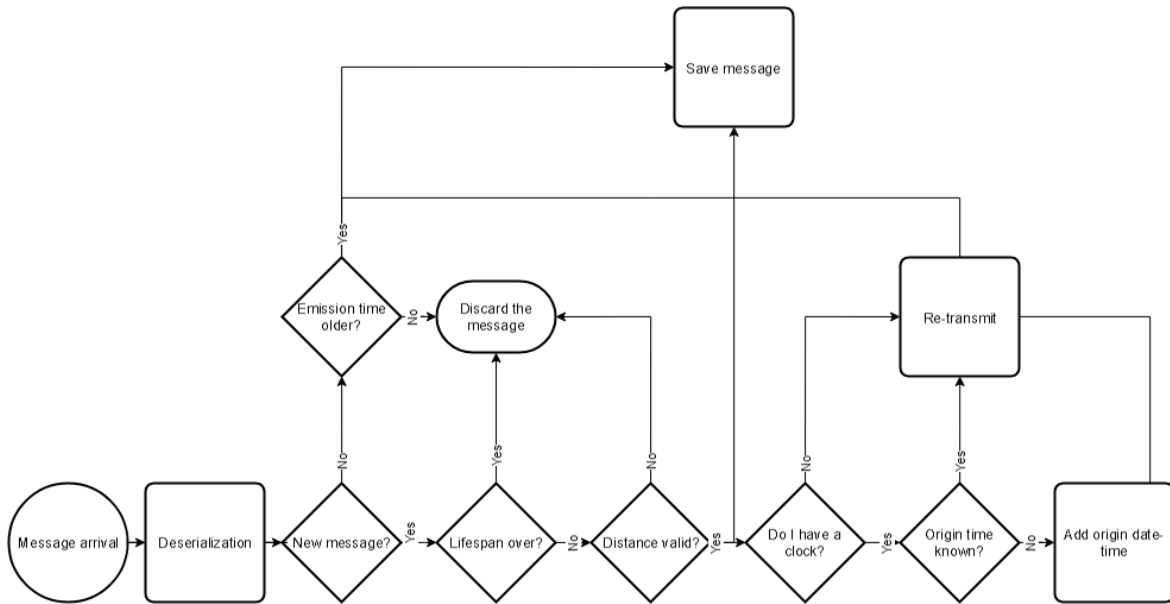 Save message
Yes
Emission time
older?
No
Discard the
message
Re-transmit
No
Yes
No
No
Yes
Message arrival
Deserialization
New message?
Yes
Lifespan over?
No
Distance valid?
Yes
Do I have a
clock?
Yes
Origin time
known?
No
Add origin date-
time